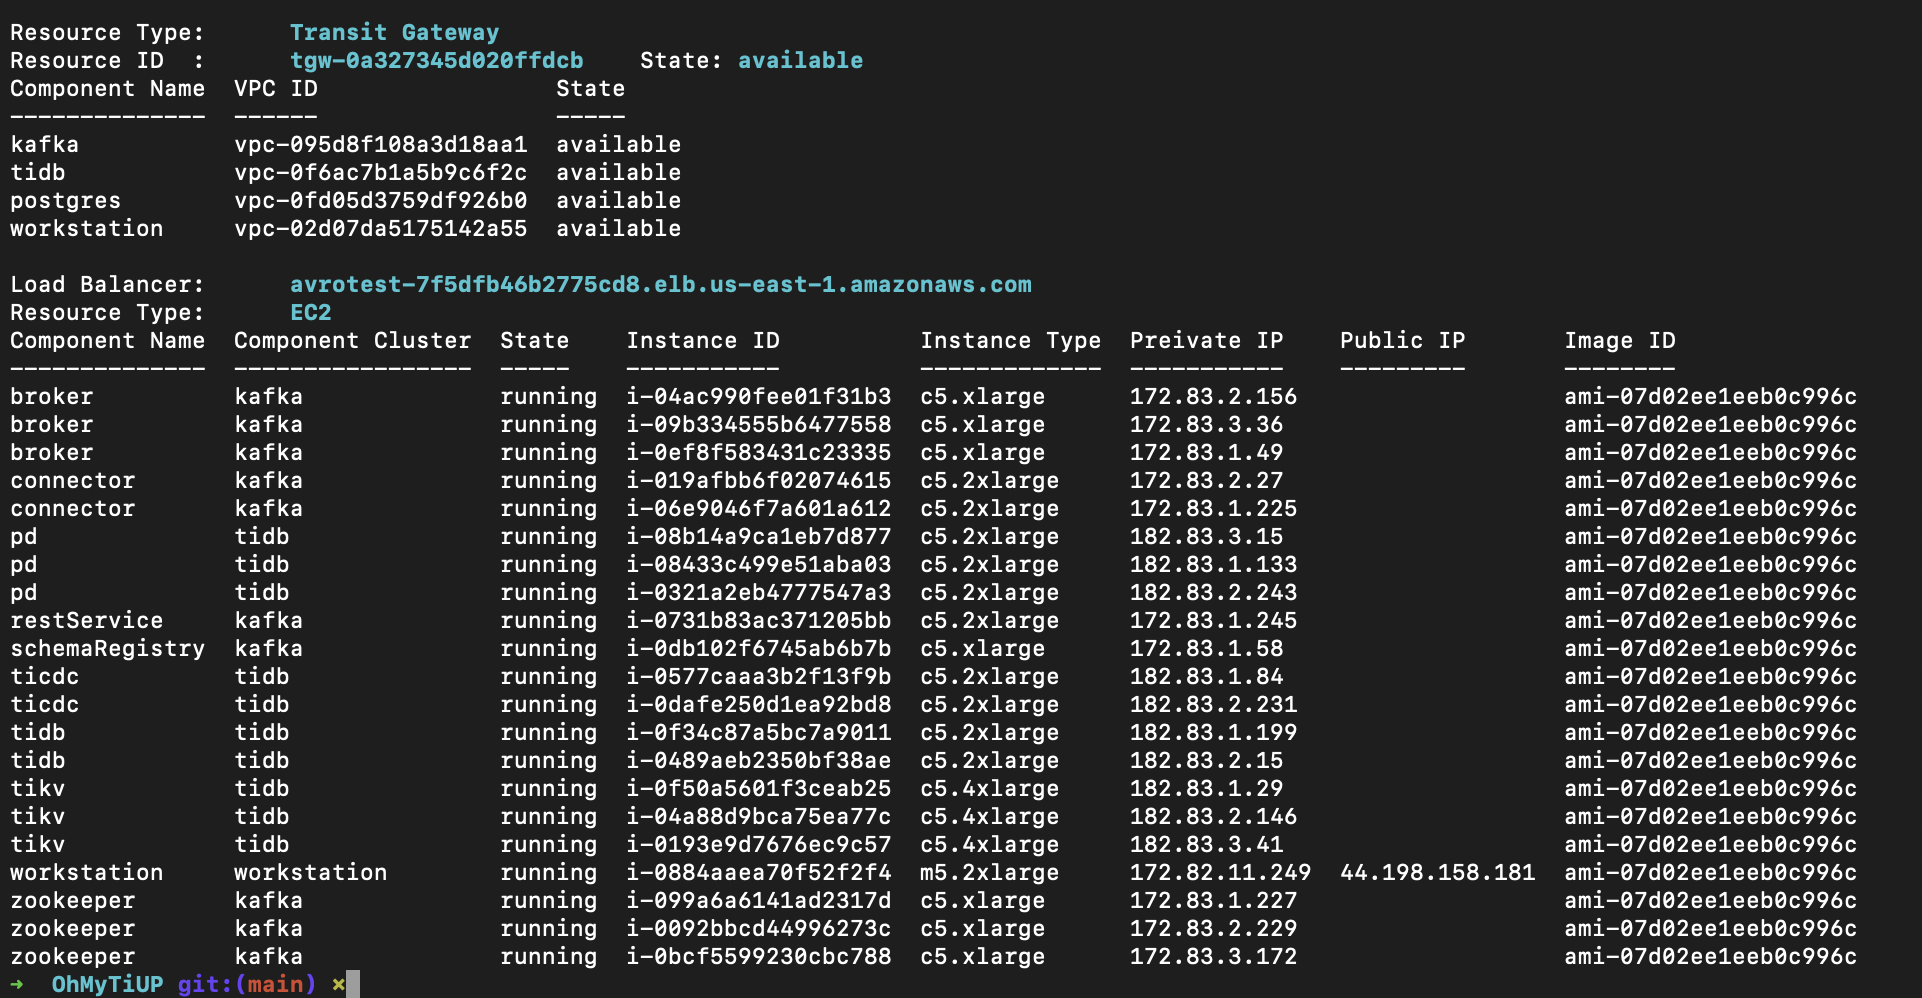 Resource Type:      Transit Gateway
Resource ID  :      tgw-0a327345d020ffdcb    State: available
Component Name  VPC ID                 State
--------------  ------                 -----
kafka           vpc-095d8f108a3d18aa1  available
tidb            vpc-0f6ac7b1a5b9c6f2c  available
postgres        vpc-0fd05d3759df926b0  available
workstation     vpc-02d07da5175142a55  available
Load Balancer:      avrotest-7f5dfb46b2775cd8.elb.us-east-1.amazonaws.com
Resource Type:      EC2
Component Name  Component Cluster  State    Instance ID          Instance Type  Preivate IP    Public IP       Image ID
--------------  -----------------  -----    -----------          -------------  -----------    ---------       --------
broker          kafka              running  i-04ac990fee01f31b3  c5.xlarge      172.83.2.156                   ami-07d02ee1eeb0c996c
broker          kafka              running  i-09b334555b6477558  c5.xlarge      172.83.3.36                    ami-07d02ee1eeb0c996c
broker          kafka              running  i-0ef8f583431c23335  c5.xlarge      172.83.1.49                    ami-07d02ee1eeb0c996c
connector       kafka              running  i-019afbb6f02074615  c5.2xlarge     172.83.2.27                    ami-07d02ee1eeb0c996c
connector       kafka              running  i-06e9046f7a601a612  c5.2xlarge     172.83.1.225                   ami-07d02ee1eeb0c996c
pd              tidb               running  i-08b14a9ca1eb7d877  c5.2xlarge     182.83.3.15                    ami-07d02ee1eeb0c996c
pd              tidb               running  i-08433c499e51aba03  c5.2xlarge     182.83.1.133                   ami-07d02ee1eeb0c996c
pd              tidb               running  i-0321a2eb4777547a3  c5.2xlarge     182.83.2.243                   ami-07d02ee1eeb0c996c
restService     kafka              running  i-0731b83ac371205bb  c5.2xlarge     172.83.1.245                   ami-07d02ee1eeb0c996c
schemaRegistry  kafka              running  i-0db102f6745ab6b7b  c5.xlarge      172.83.1.58                    ami-07d02ee1eeb0c996c
ticdc           tidb               running  i-0577caaa3b2f13f9b  c5.2xlarge     182.83.1.84                    ami-07d02ee1eeb0c996c
ticdc           tidb               running  i-0dafe250d1ea92bd8  c5.2xlarge     182.83.2.231                   ami-07d02ee1eeb0c996c
tidb            tidb               running  i-0f34c87a5bc7a9011  c5.2xlarge     182.83.1.199                   ami-07d02ee1eeb0c996c
tidb            tidb               running  i-0489aeb2350bf38ae  c5.2xlarge     182.83.2.15                    ami-07d02ee1eeb0c996c
tikv            tidb               running  i-0f50a5601f3ceab25  c5.4xlarge     182.83.1.29                    ami-07d02ee1eeb0c996c
tikv            tidb               running  i-04a88d9bca75ea77c  c5.4xlarge     182.83.2.146                   ami-07d02ee1eeb0c996c
tikv            tidb               running  i-0193e9d7676ec9c57  c5.4xlarge     182.83.3.41                    ami-07d02ee1eeb0c996c
workstation     workstation        running  i-0884aaea70f52f2f4  m5.2xlarge     172.82.11.249  44.198.158.181  ami-07d02ee1eeb0c996c
zookeeper       kafka              running  i-099a6a6141ad2317d  c5.xlarge      172.83.1.227                   ami-07d02ee1eeb0c996c
zookeeper       kafka              running  i-0092bbcd44996273c  c5.xlarge      172.83.2.229                   ami-07d02ee1eeb0c996c
zookeeper       kafka              running  i-0bcf5599230cbc788  c5.xlarge      172.83.3.172                   ami-07d02ee1eeb0c996c
➜  OhMyTiUP git:(main) ✗